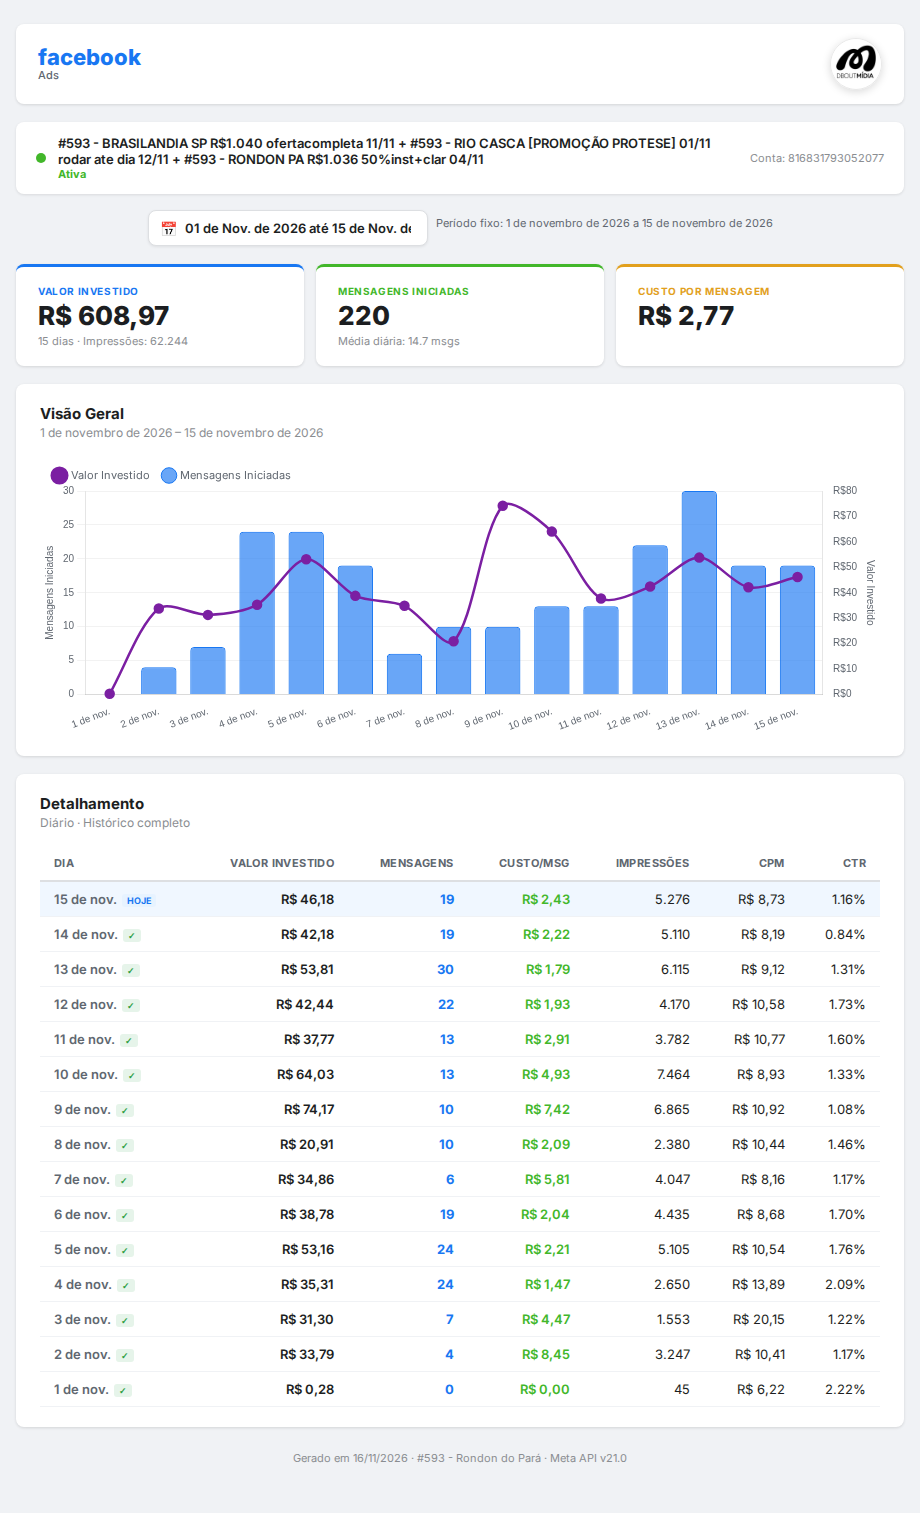 facebook
Ads
DBOUTMÍDIA
#593 - BRASILANDIA SP R$1.040 ofertacompleta 11/11 + #593 - RIO CASCA [PROMOÇÃO PROTESE] 01/11
rodar ate dia 12/11 + #593 - RONDON PA R$1.036 50%inst+clar 04/11
Ativa
Conta: 816831793052077
01 de Nov. de 2026 até 15 de Nov. de
Período fixo: 1 de novembro de 2026 a 15 de novembro de 2026
VALOR INVESTIDO
R$ 608,97
15 dias · Impressões: 62.244
MENSAGENS INICIADAS
220
Média diária: 14.7 msgs
CUSTO POR MENSAGEM
R$ 2,77
Visão Geral
1 de novembro de 2026 – 15 de novembro de 2026
Valor Investido Mensagens Iniciadas
Mensagens Iniciadas
30
25
20
15
10
5
0
R$80
R$70
R$60
R$50
R$40
R$30
R$20
R$10
R$0
Valor Investido
1 de nov. 2 de nov. 3 de nov. 4 de nov. 5 de nov. 6 de nov. 7 de nov. 8 de nov. 9 de nov. 10 de nov. 11 de nov. 12 de nov. 13 de nov. 14 de nov. 15 de nov.
Detalhamento
Diário · Histórico completo
DIA VALOR INVESTIDO MENSAGENS CUSTO/MSG IMPRESSÕES CPM CTR
15 de nov. HOJE R$ 46,18 19 R$ 2,43 5.276 R$ 8,73 1.16%
14 de nov. ✓ R$ 42,18 19 R$ 2,22 5.110 R$ 8,19 0.84%
13 de nov. ✓ R$ 53,81 30 R$ 1,79 6.115 R$ 9,12 1.31%
12 de nov. ✓ R$ 42,44 22 R$ 1,93 4.170 R$ 10,58 1.73%
11 de nov. ✓ R$ 37,77 13 R$ 2,91 3.782 R$ 10,77 1.60%
10 de nov. ✓ R$ 64,03 13 R$ 4,93 7.464 R$ 8,93 1.33%
9 de nov. ✓ R$ 74,17 10 R$ 7,42 6.865 R$ 10,92 1.08%
8 de nov. ✓ R$ 20,91 10 R$ 2,09 2.380 R$ 10,44 1.46%
7 de nov. ✓ R$ 34,86 6 R$ 5,81 4.047 R$ 8,16 1.17%
6 de nov. ✓ R$ 38,78 19 R$ 2,04 4.435 R$ 8,68 1.70%
5 de nov. ✓ R$ 53,16 24 R$ 2,21 5.105 R$ 10,54 1.76%
4 de nov. ✓ R$ 35,31 24 R$ 1,47 2.650 R$ 13,89 2.09%
3 de nov. ✓ R$ 31,30 7 R$ 4,47 1.553 R$ 20,15 1.22%
2 de nov. ✓ R$ 33,79 4 R$ 8,45 3.247 R$ 10,41 1.17%
1 de nov. ✓ R$ 0,28 0 R$ 0,00 45 R$ 6,22 2.22%
Gerado em 16/11/2026 · #593 - Rondon do Pará · Meta API v21.0